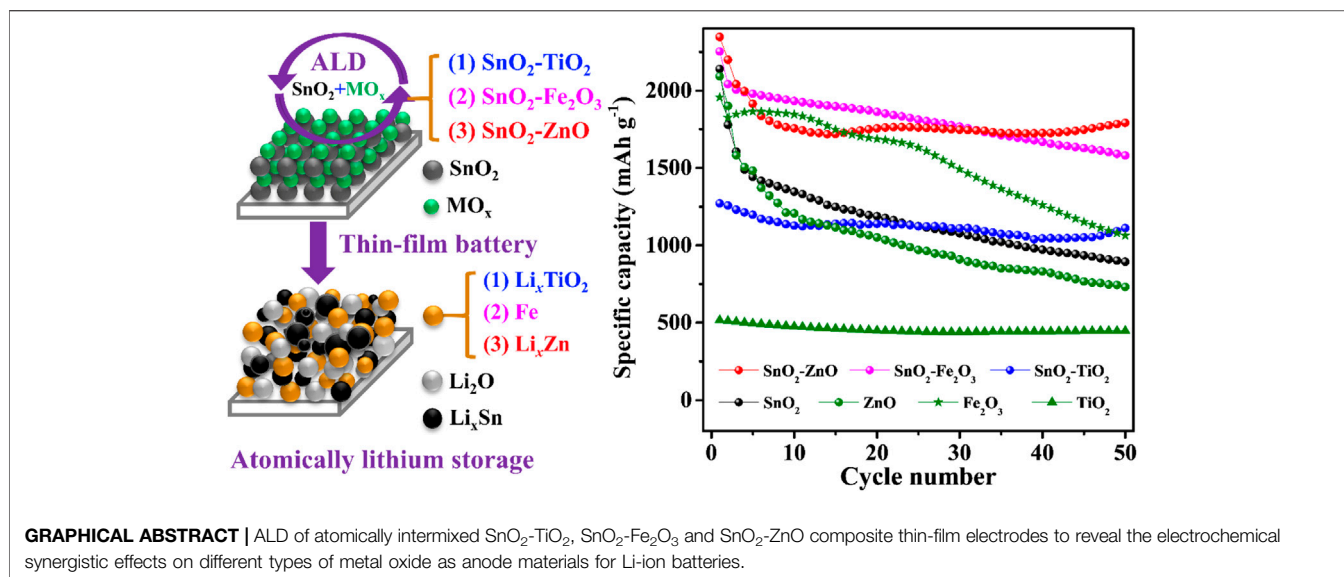 ALD
SnO₂+MOₓ
(1) SnO₂-TiO₂
(2) SnO₂-Fe₂O₃
(3) SnO₂-ZnO
SnO₂
MOₓ
Thin-film battery
(1) LiₓTiO₂
(2) Fe
(3) LiₓZn
Li₂O
LiₓSn
Atomically lithium storage
Specific capacity (mAh g⁻¹)
2000
1500
1000
500
0
SnO₂-ZnO SnO₂-Fe₂O₃ SnO₂-TiO₂
SnO₂ ZnO Fe₂O₃ TiO₂
0 10 20 30 40 50
Cycle number
GRAPHICAL ABSTRACT | ALD of atomically intermixed SnO₂-TiO₂, SnO₂-Fe₂O₃ and SnO₂-ZnO composite thin-film electrodes to reveal the electrochemical
synergistic effects on different types of metal oxide as anode materials for Li-ion batteries.